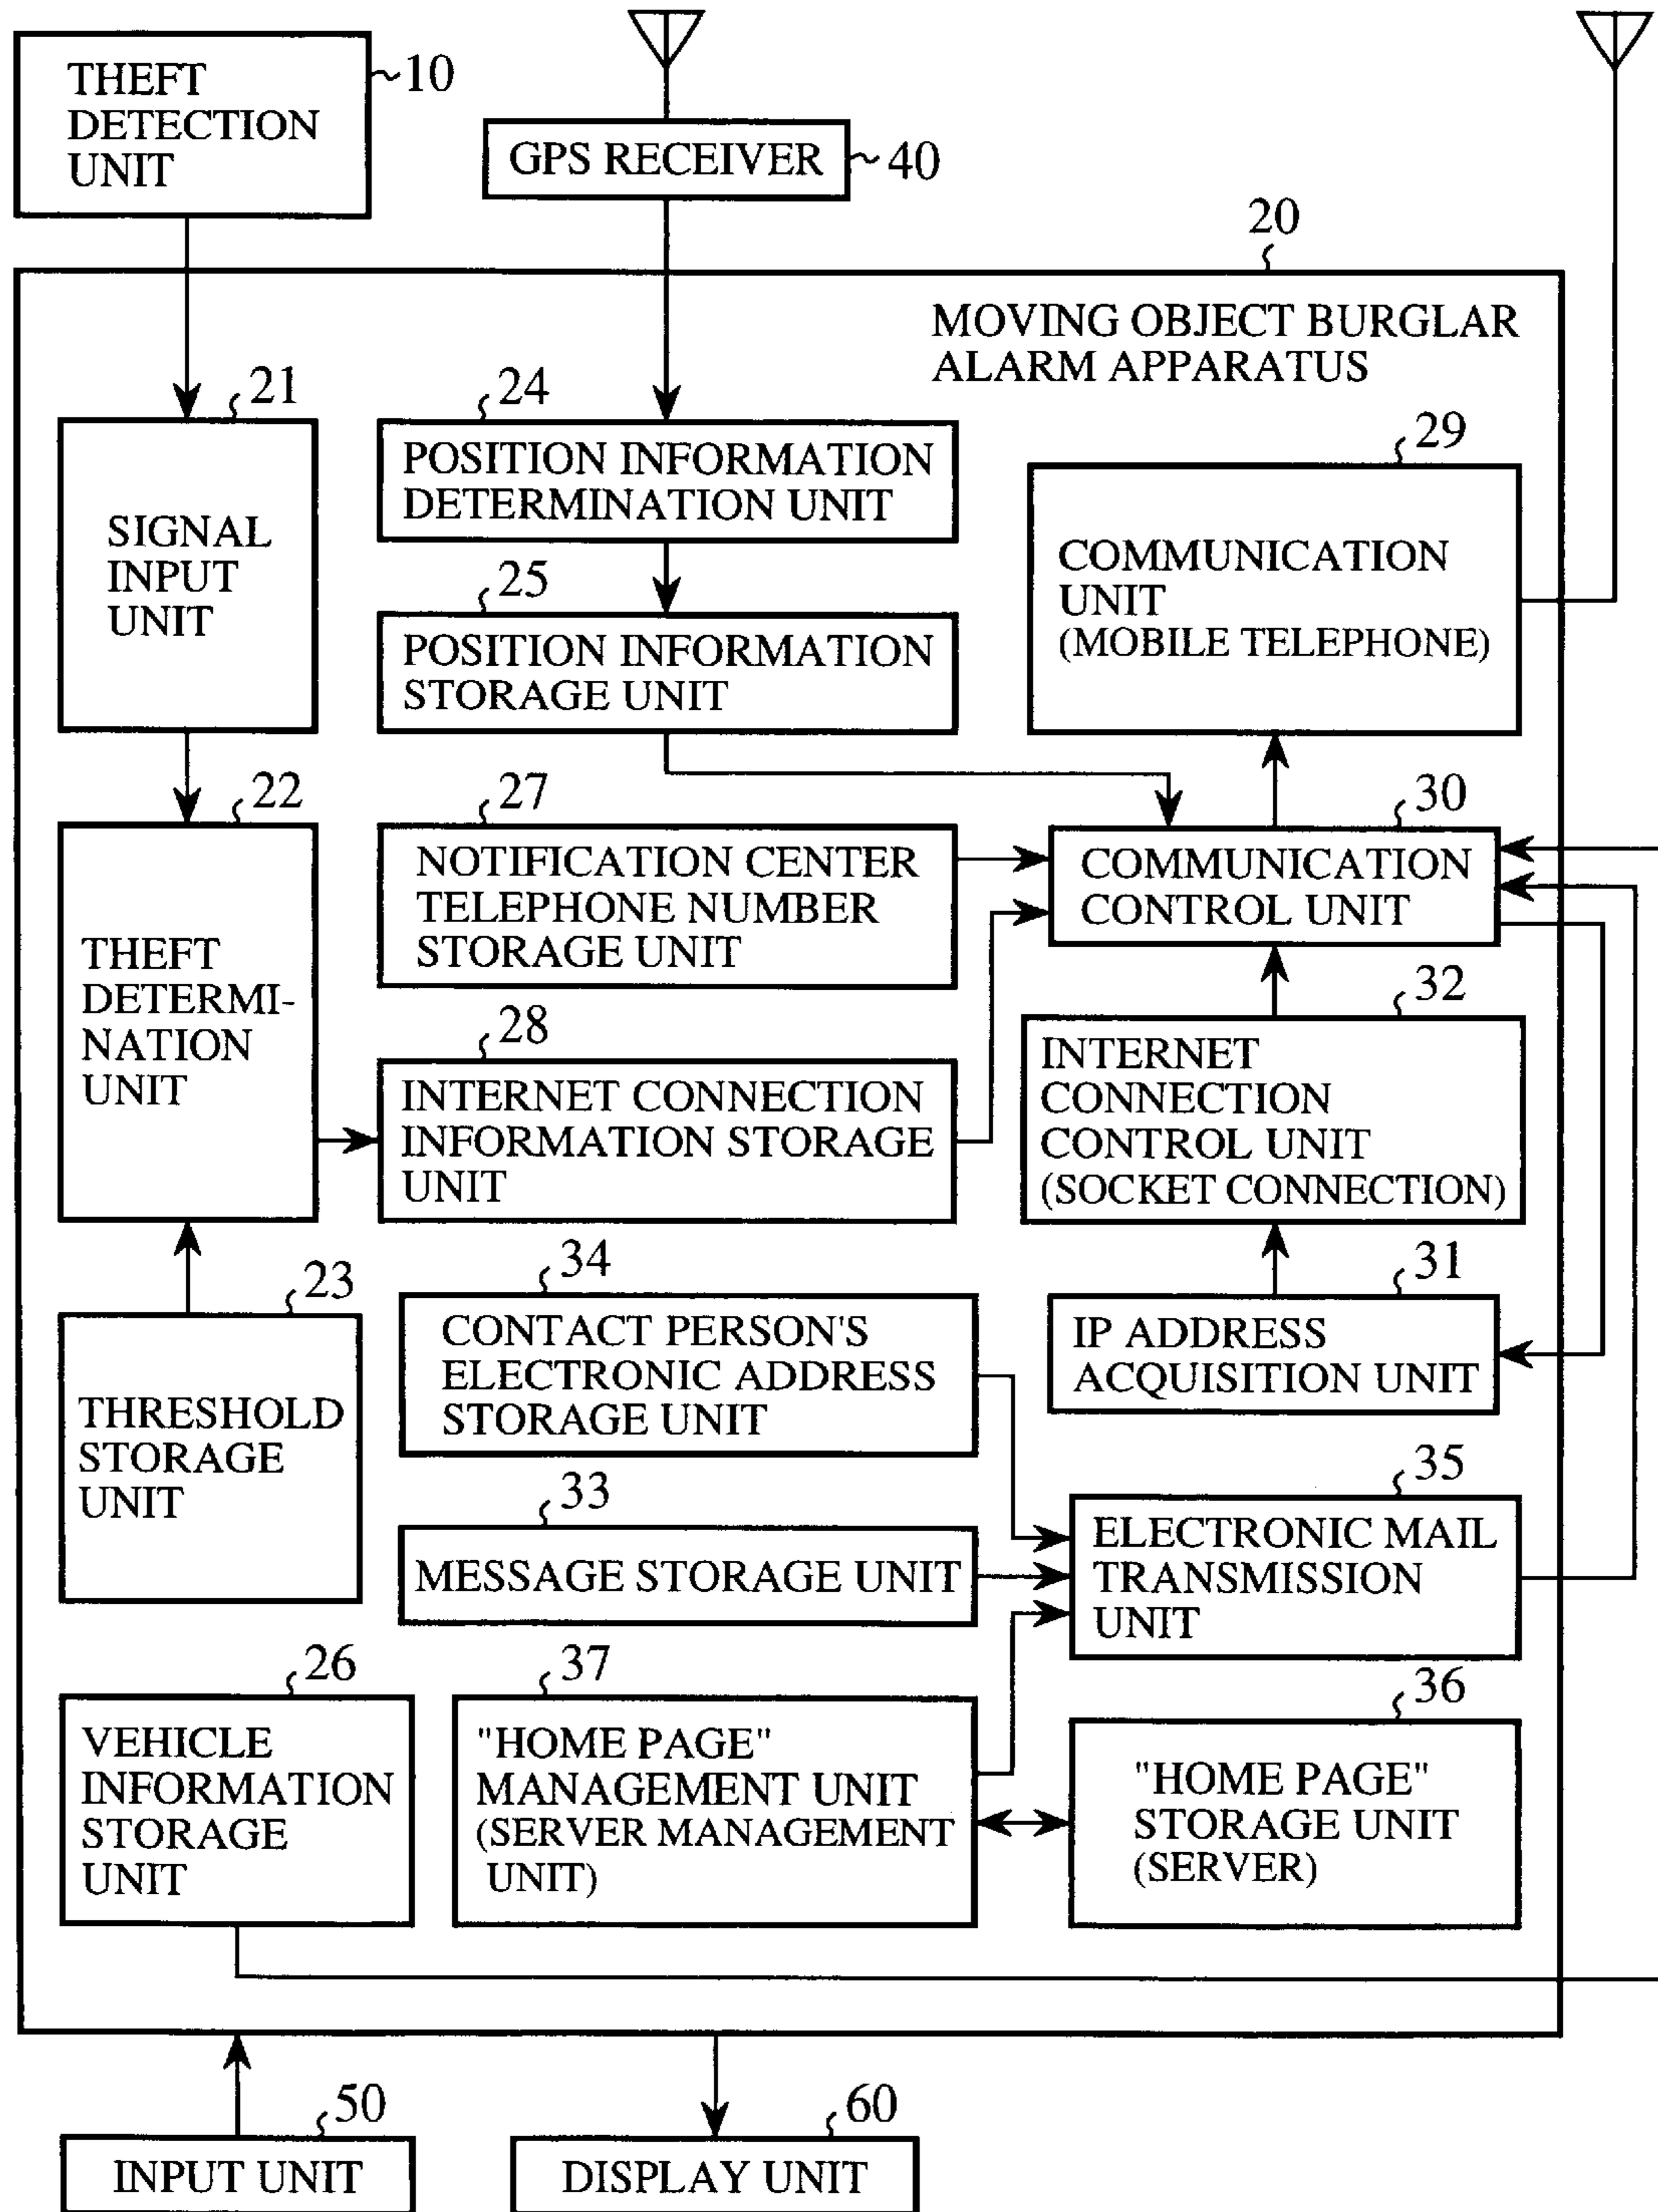 THEFT
DETECTION
UNIT
10
GPS RECEIVER
40
20
MOVING OBJECT BURGLAR
ALARM APPARATUS
21
SIGNAL
INPUT
UNIT
24
POSITION INFORMATION
DETERMINATION UNIT
29
COMMUNICATION
UNIT
(MOBILE TELEPHONE)
25
POSITION INFORMATION
STORAGE UNIT
22
THEFT
DETERMI-
NATION
UNIT
27
NOTIFICATION CENTER
TELEPHONE NUMBER
STORAGE UNIT
30
COMMUNICATION
CONTROL UNIT
28
INTERNET CONNECTION
INFORMATION STORAGE
UNIT
32
INTERNET
CONNECTION
CONTROL UNIT
(SOCKET CONNECTION)
23
THRESHOLD
STORAGE
UNIT
34
CONTACT PERSON'S
ELECTRONIC ADDRESS
STORAGE UNIT
31
IP ADDRESS
ACQUISITION UNIT
33
MESSAGE STORAGE UNIT
35
ELECTRONIC MAIL
TRANSMISSION
UNIT
26
VEHICLE
INFORMATION
STORAGE
UNIT
37
"HOME PAGE"
MANAGEMENT UNIT
(SERVER MANAGEMENT
UNIT)
36
"HOME PAGE"
STORAGE UNIT
(SERVER)
50
INPUT UNIT
60
DISPLAY UNIT